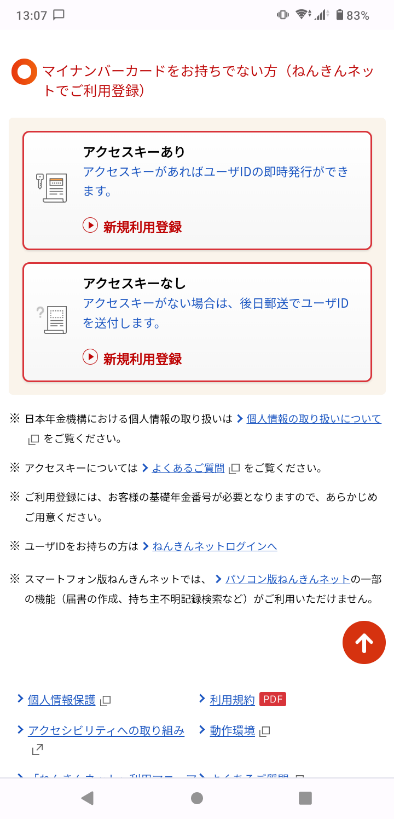 13:07 83%
マイナンバーカードをお持ちでない方（ねんきんネッ
トでご利用登録）
アクセスキーあり
アクセスキーがあればユーザIDの即時発行ができ
ます。
新規利用登録
アクセスキーなし
アクセスキーがない場合は、後日郵送でユーザID
を送付します。
新規利用登録
※ 日本年金機構における個人情報の取り扱いは 個人情報の取り扱いについて
をご覧ください。
※ アクセスキーについては よくあるご質問 をご覧ください。
※ ご利用登録には、お客様の基礎年金番号が必要となりますので、あらかじめ
ご用意ください。
※ ユーザIDをお持ちの方は ねんきんネットログインへ
※ スマートフォン版ねんきんネットでは、 パソコン版ねんきんネットの一部
の機能（届書の作成、持ち主不明記録検索など）がご利用いただけません。
個人情報保護 利用規約 PDF
アクセシビリティへの取り組み 動作環境